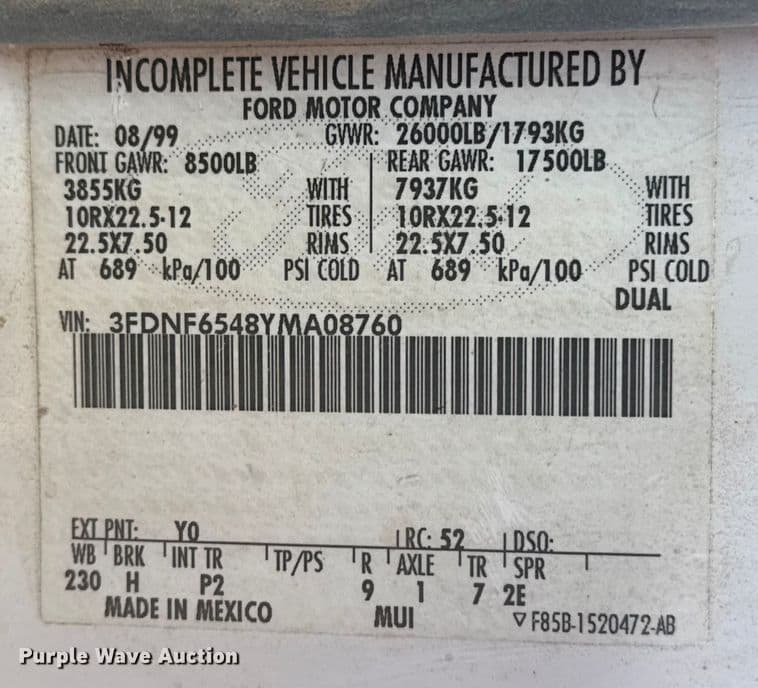 INCOMPLETE VEHICLE MANUFACTURED BY
FORD MOTOR COMPANY
DATE: 08/99 GVWR: 26000LB/1793KG
FRONT GAWR: 8500LB REAR GAWR: 17500LB
3855KG WITH 7937KG WITH
10RX22.5-12 TIRES 10RX22.5-12 TIRES
22.5X7.50 RIMS 22.5X7.50 RIMS
AT 689 kPa/100 PSI COLD AT 689 kPa/100 PSI COLD
DUAL
VIN: 3FDNF6548YMA08760
EXT PNT: YO RC: 52 DSO:
WB BRK INT TR TP/PS R AXLE TR SPR
230 H P2 9 1 7 2E
MADE IN MEXICO MUI ▽ F85B-1520472-AB
Purple Wave Auction